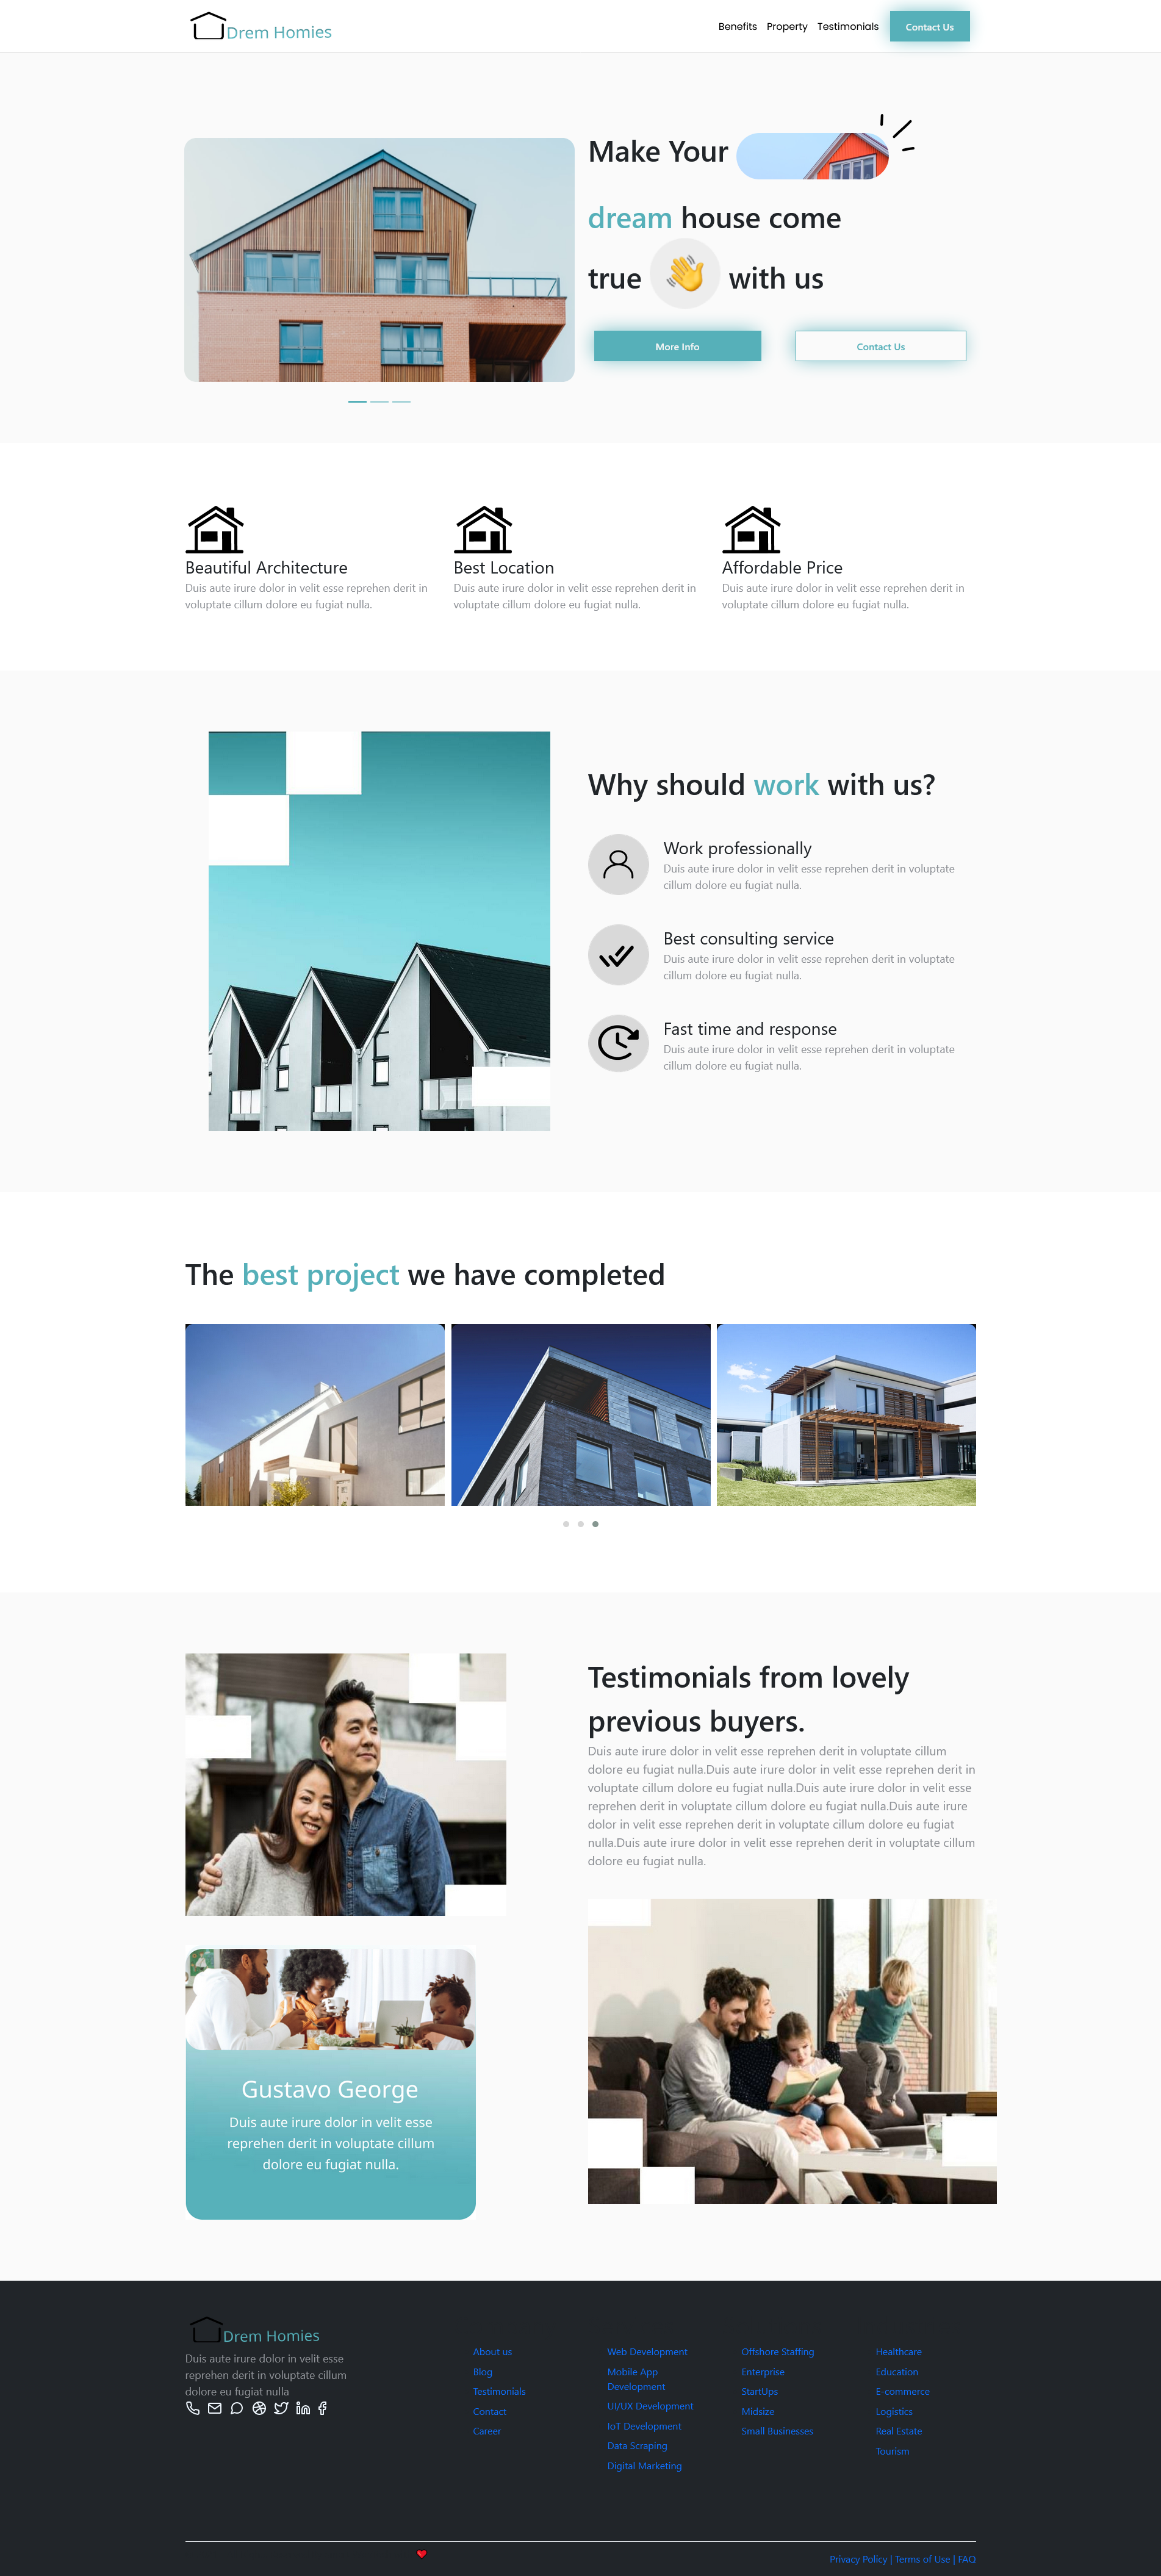 Drem Homies
Benefits Property Testimonials Contact Us
Make Your
dream house come
true 👋 with us
More Info Contact Us
Beautiful Architecture
Duis aute irure dolor in velit esse reprehen derit in
voluptate cillum dolore eu fugiat nulla.
Best Location
Duis aute irure dolor in velit esse reprehen derit in
voluptate cillum dolore eu fugiat nulla.
Affordable Price
Duis aute irure dolor in velit esse reprehen derit in
voluptate cillum dolore eu fugiat nulla.
Why should work with us?
Work professionally
Duis aute irure dolor in velit esse reprehen derit in voluptate
cillum dolore eu fugiat nulla.
Best consulting service
Duis aute irure dolor in velit esse reprehen derit in voluptate
cillum dolore eu fugiat nulla.
Fast time and response
Duis aute irure dolor in velit esse reprehen derit in voluptate
cillum dolore eu fugiat nulla.
The best project we have completed
Testimonials from lovely
previous buyers.
Duis aute irure dolor in velit esse reprehen derit in voluptate cillum
dolore eu fugiat nulla.Duis aute irure dolor in velit esse reprehen derit in
voluptate cillum dolore eu fugiat nulla.Duis aute irure dolor in velit esse
reprehen derit in voluptate cillum dolore eu fugiat nulla.Duis aute irure
dolor in velit esse reprehen derit in voluptate cillum dolore eu fugiat
nulla.Duis aute irure dolor in velit esse reprehen derit in voluptate cillum
dolore eu fugiat nulla.
Gustavo George
Duis aute irure dolor in velit esse
reprehen derit in voluptate cillum
dolore eu fugiat nulla.
Drem Homies
Duis aute irure dolor in velit esse
reprehen derit in voluptate cillum
dolore eu fugiat nulla
About us
Blog
Testimonials
Contact
Career
Web Development
Mobile App
Development
UI/UX Development
IoT Development
Data Scraping
Digital Marketing
Offshore Staffing
Enterprise
StartUps
Midsize
Small Businesses
Healthcare
Education
E-commerce
Logistics
Real Estate
Tourism
Privacy Policy | Terms of Use | FAQ